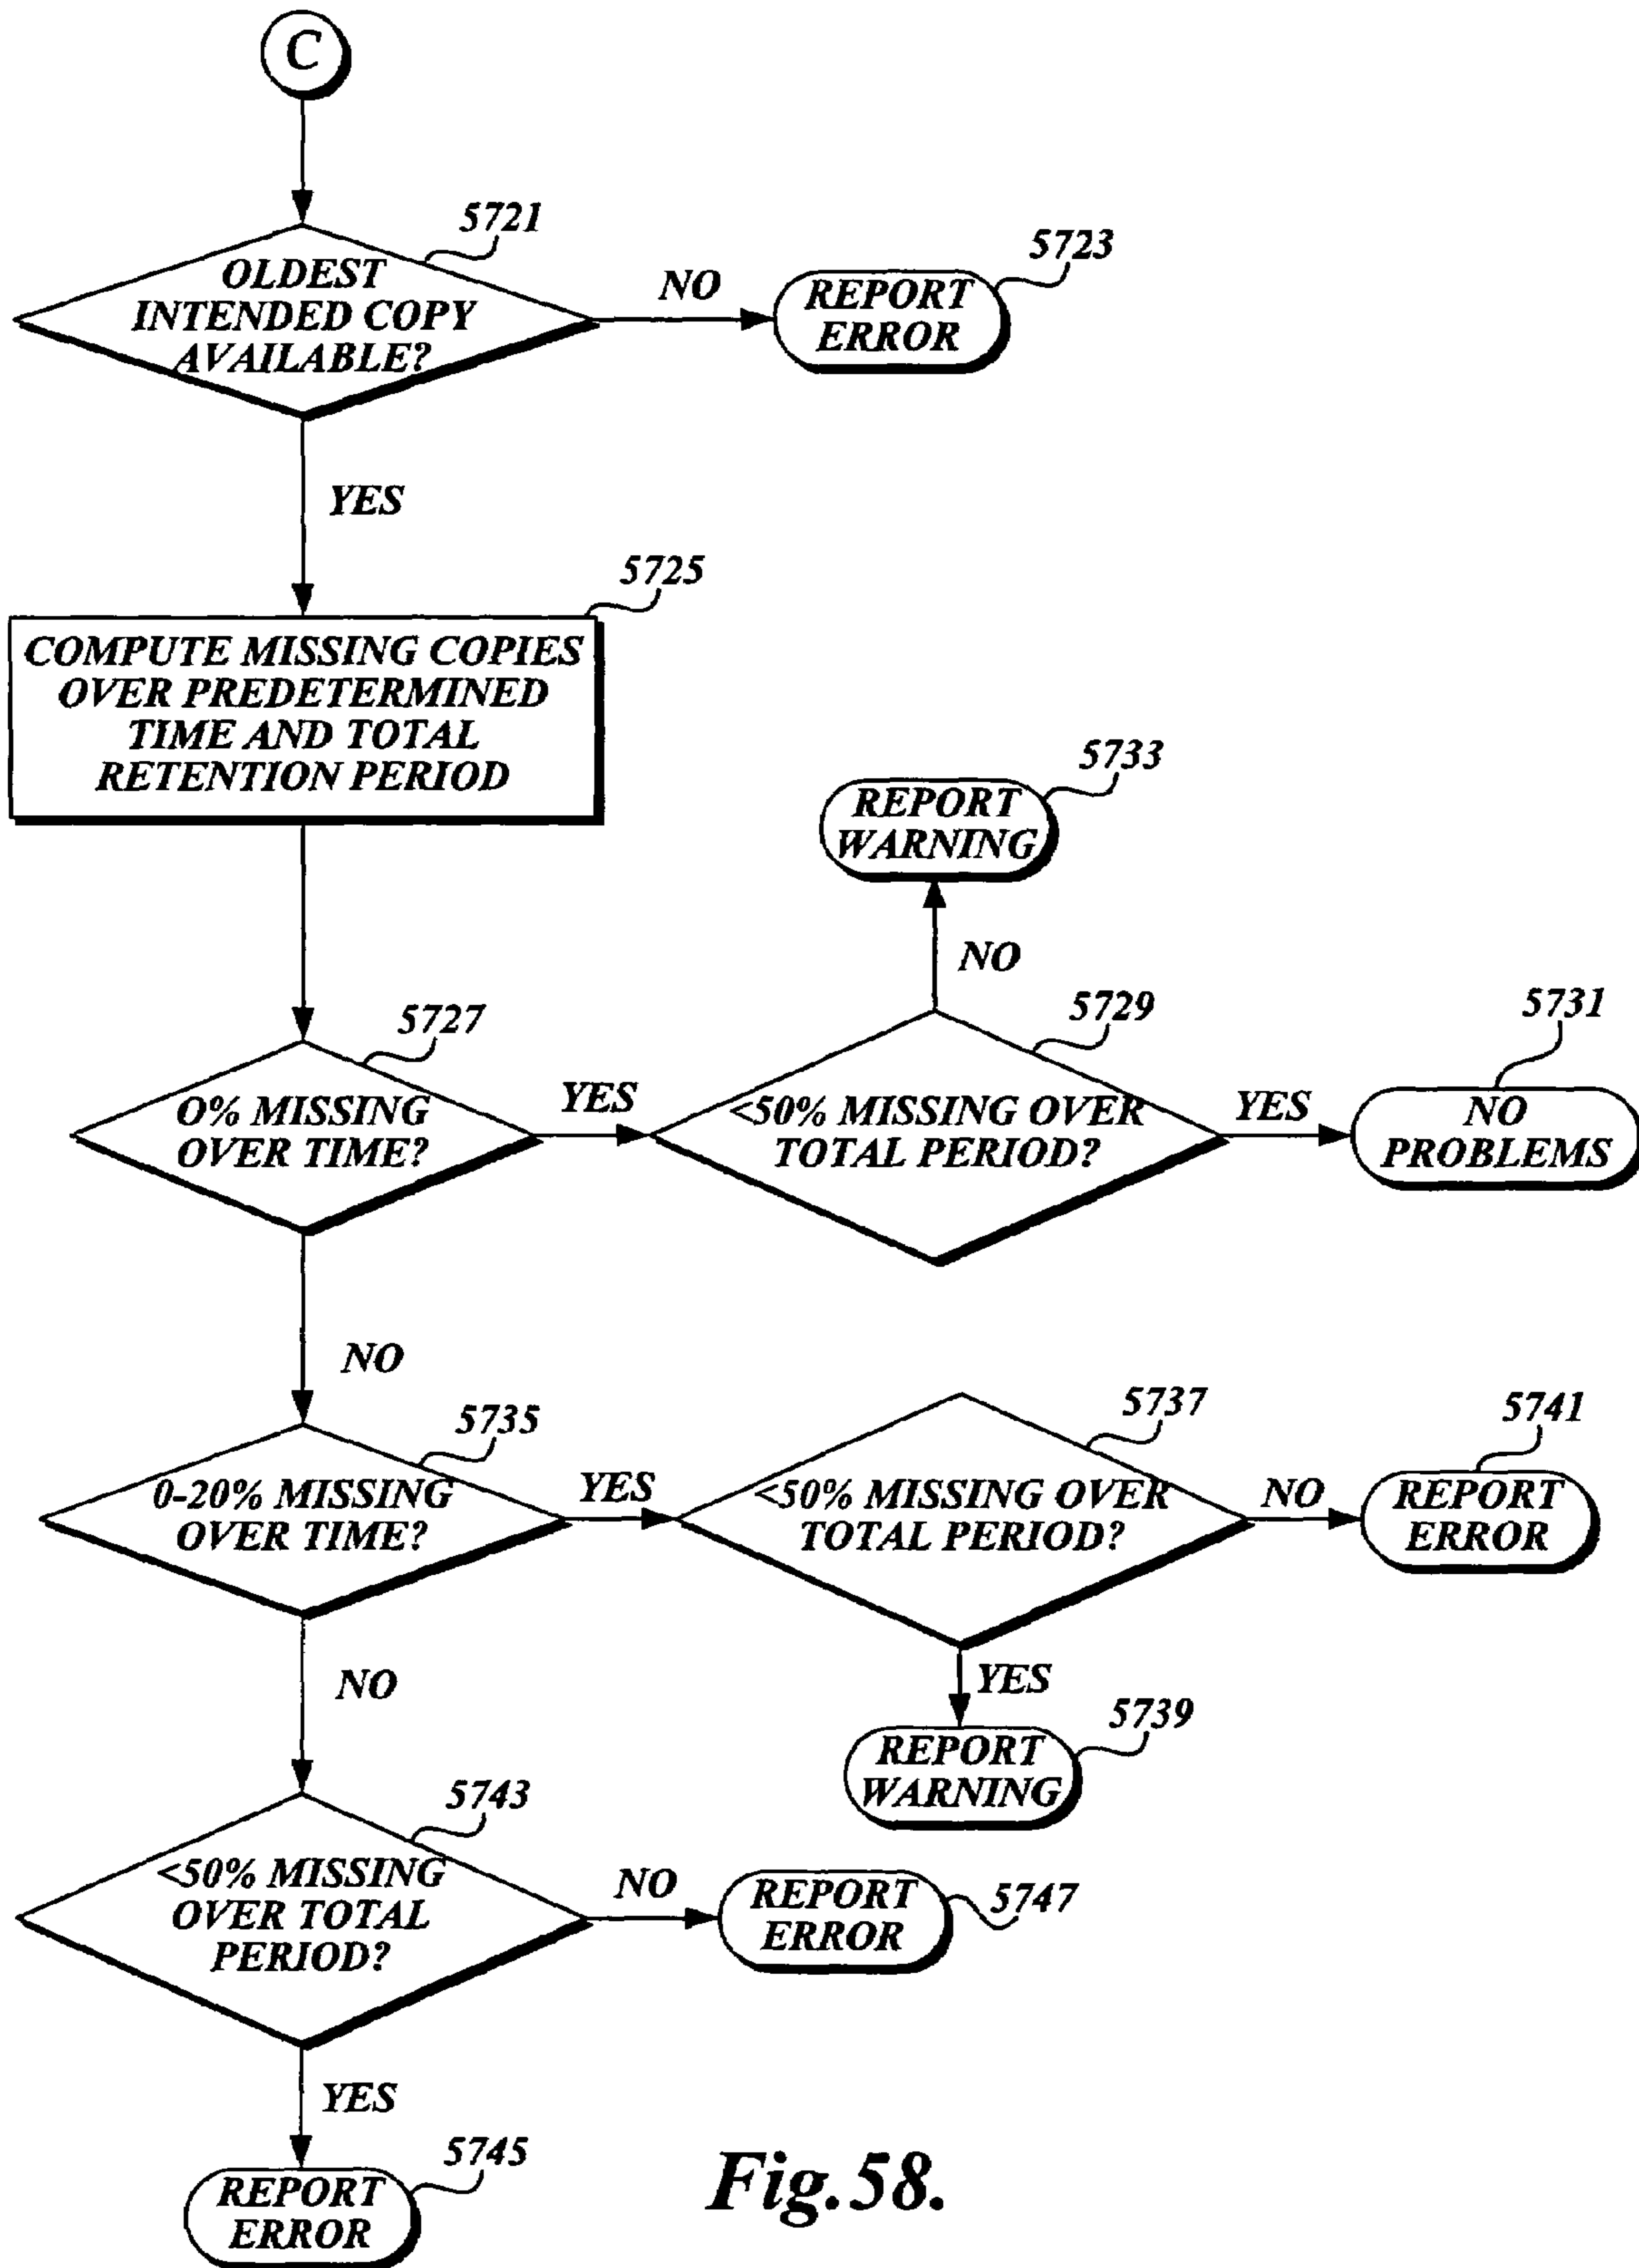 C
5721
OLDEST
INTENDED COPY
AVAILABLE?
NO
5723
REPORT
ERROR
YES
5725
COMPUTE MISSING COPIES
OVER PREDETERMINED
TIME AND TOTAL
RETENTION PERIOD
5733
REPORT
WARNING
NO
5727
0% MISSING
OVER TIME?
YES
5729
<50% MISSING OVER
TOTAL PERIOD?
YES
5731
NO
PROBLEMS
NO
5735
0-20% MISSING
OVER TIME?
YES
5737
<50% MISSING OVER
TOTAL PERIOD?
NO
5741
REPORT
ERROR
YES
5739
REPORT
WARNING
NO
5743
<50% MISSING
OVER TOTAL
PERIOD?
NO
REPORT
ERROR
5747
YES
5745
REPORT
ERROR
Fig.58.